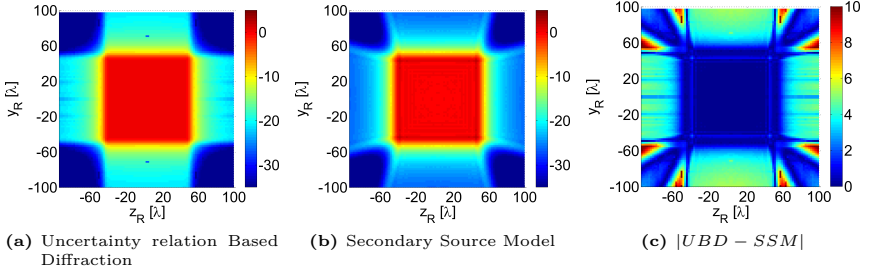 100
60
20
-20
-60
-100
y_R [λ]
-60 -20 20 60 100
z_R [λ]
0
-10
-20
-30
100
60
20
-20
-60
-100
y_R [λ]
-60 -20 20 60 100
z_R [λ]
0
-10
-20
-30
100
60
20
-20
-60
-100
y_R [λ]
-60 -20 20 60 100
z_R [λ]
10
8
6
4
2
0
(a) Uncertainty relation Based
Diffraction
(b) Secondary Source Model
(c) |UBD − SSM|